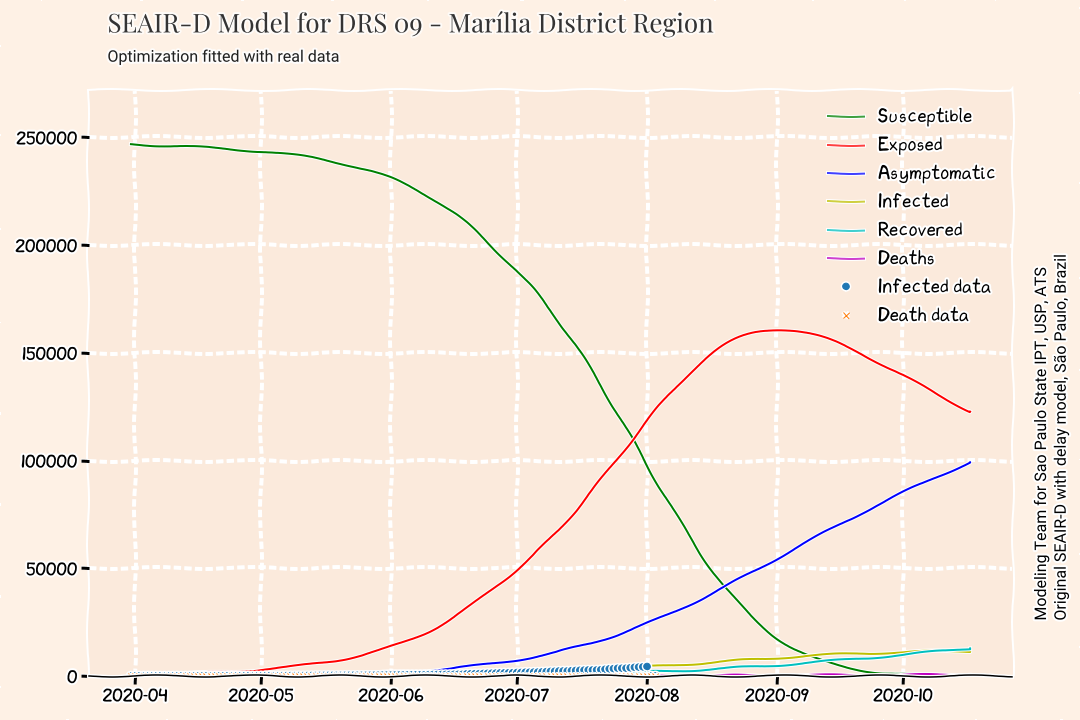 SEAIR-D Model for DRS 09 - Marília District Region
Optimization fitted with real data
250000
200000
150000
100000
50000
0
2020-04
2020-05
2020-06
2020-07
2020-08
2020-09
2020-10
Susceptible
Exposed
Asymptomatic
Infected
Recovered
Deaths
Infected data
Death data
Modeling Team for Sao Paulo State IPT, USP, ATS
Original SEAIR-D with delay model, São Paulo, Brazil